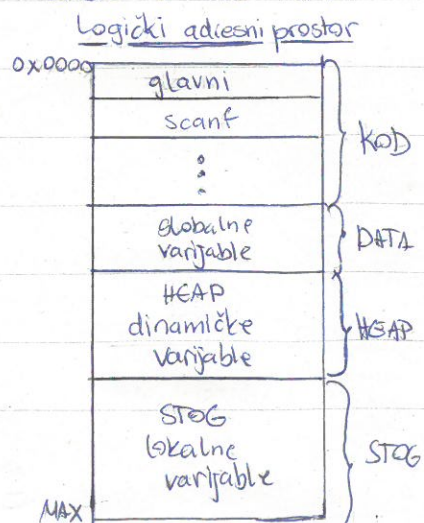 Logički adresni prostor
0x0000
glavni
scanf
KOD
globalne
varijable
DATA
HEAP
dinamičke
varijable
HEAP
STOG
lokalne
varijable
STOG
MAX